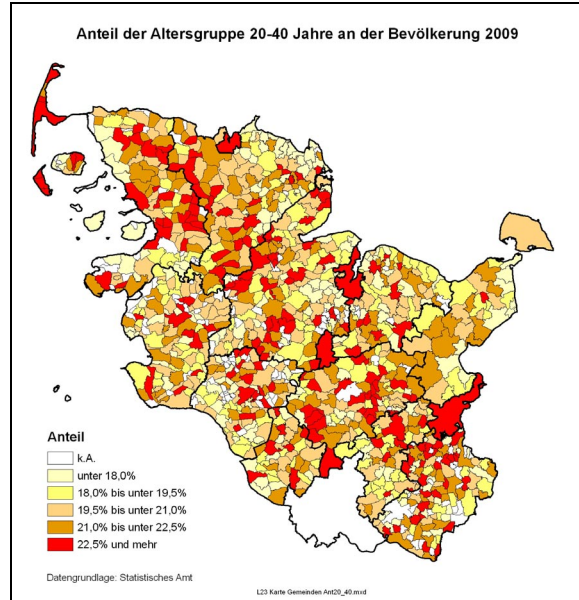 Anteil der Altersgruppe 20-40 Jahre an der Bevölkerung 2009
Anteil
k.A.
unter 18,0%
18,0% bis unter 19,5%
19,5% bis unter 21,0%
21,0% bis unter 22,5%
22,5% und mehr
Datengrundlage: Statistisches Amt
L23 Karte Gemeinden Ant20_40.mxd